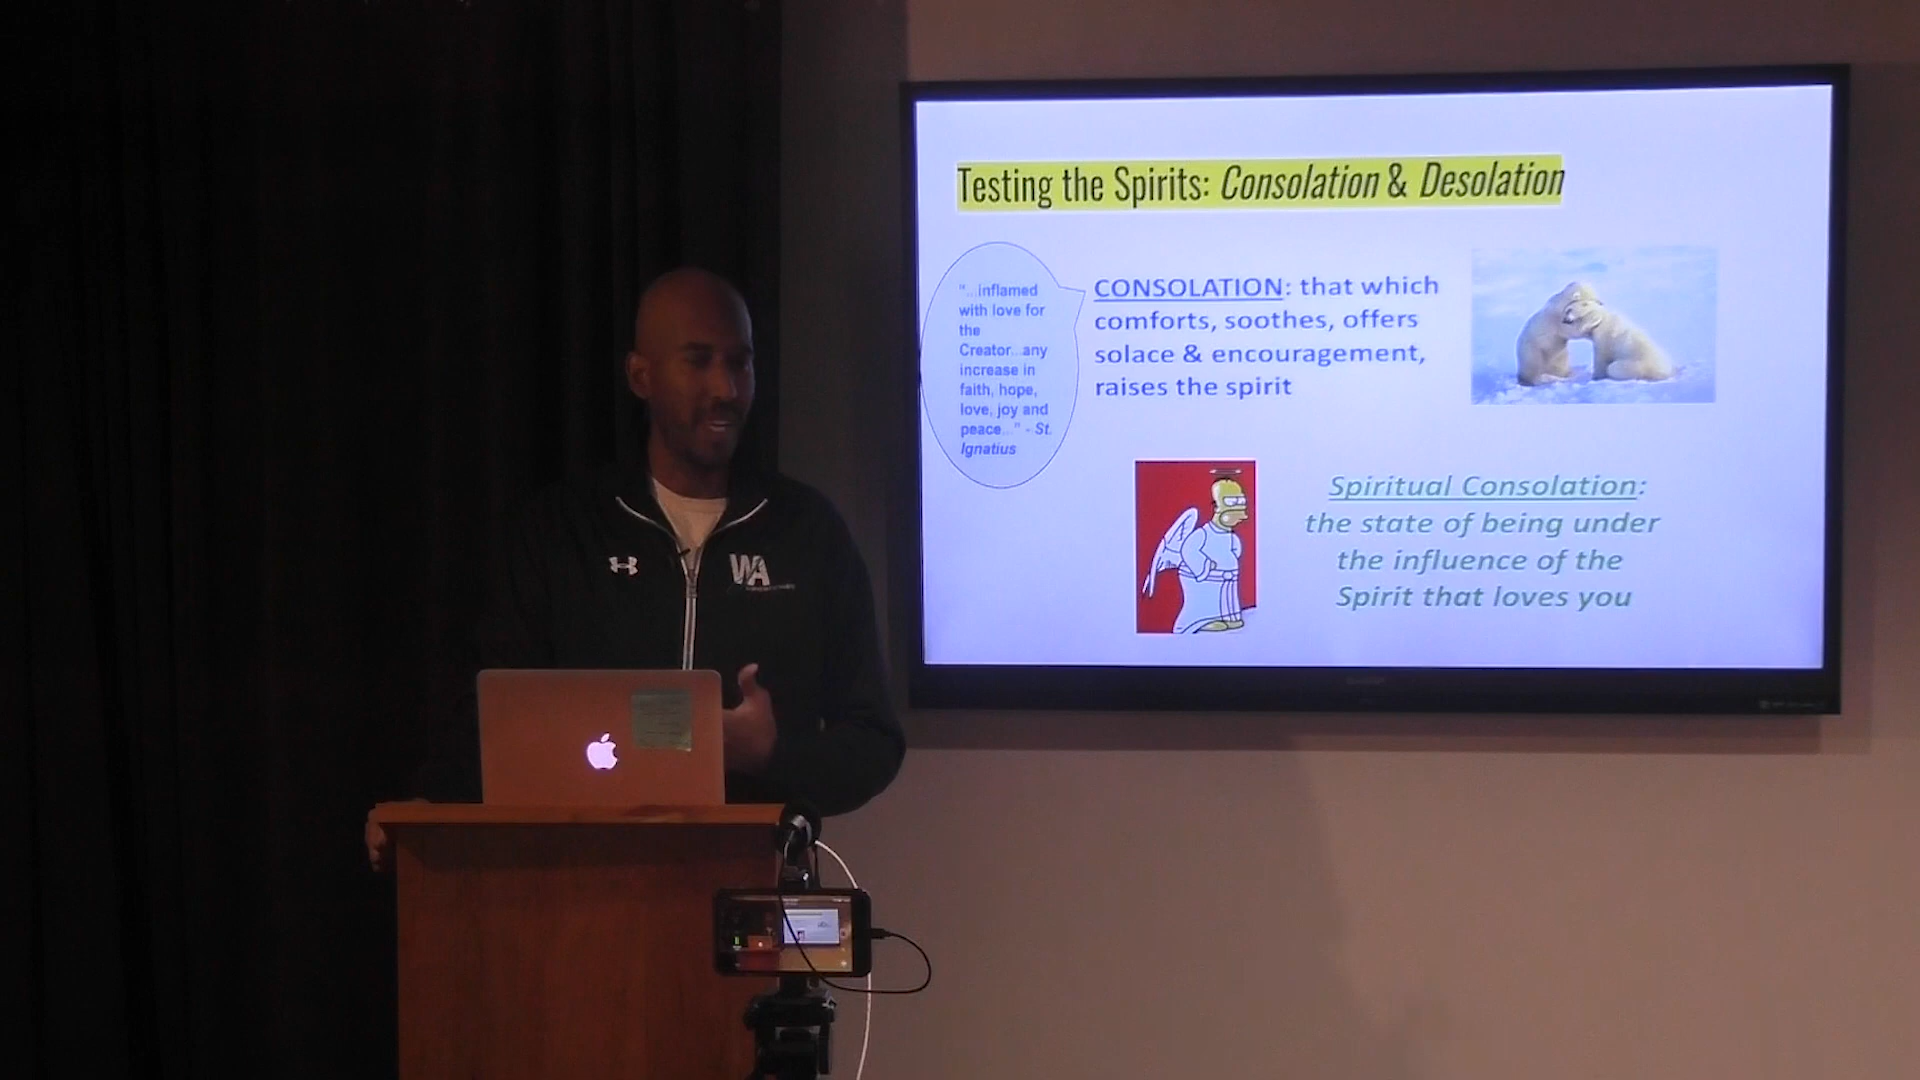 Testing the Spirits: Consolation & Desolation
"...inflamed
with love for
the
Creator...any
increase in
faith, hope,
love, joy and
peace..." - St.
Ignatius
CONSOLATION: that which
comforts, soothes, offers
solace & encouragement,
raises the spirit
Spiritual Consolation:
the state of being under
the influence of the
Spirit that loves you
WA